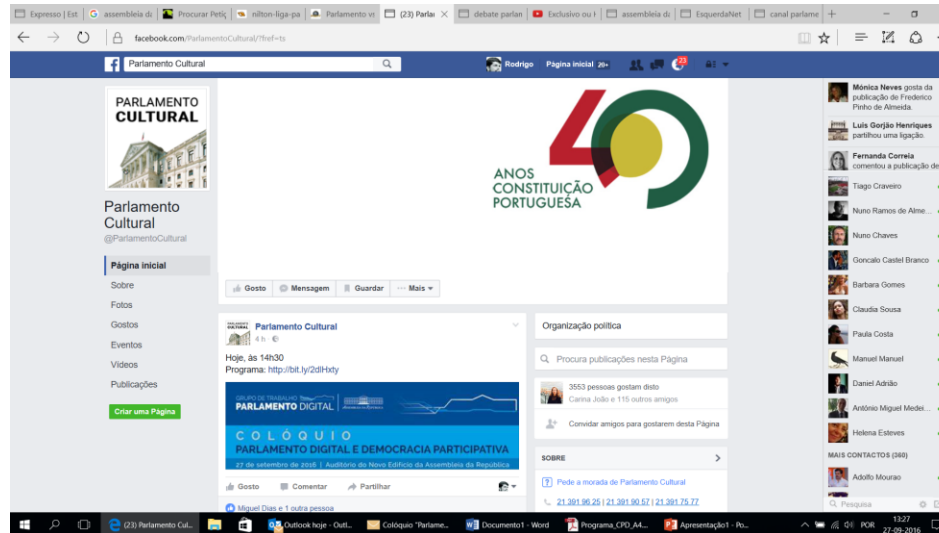 Expresso | Est
assembleia da
Procurar Petiç
nilton-liga-pa
Parlamento vs
(23) Parlar
debate parlan
Exclusivo ou f
assembleia da
EsquerdaNet
canal parlame
facebook.com/ParlamentoCultural/?fref=ts
Parlamento Cultural
Rodrigo
Página inicial 20+
23
PARLAMENTO
CULTURAL
40
ANOS
CONSTITUIÇÃO
PORTUGUESA
Parlamento
Cultural
@ParlamentoCultural
Página inicial
Sobre
Fotos
Gostos
Eventos
Vídeos
Publicações
Criar uma Página
Gosto
Mensagem
Guardar
Mais
Parlamento Cultural
4 h
Hoje, às 14h30
Programa: http://bit.ly/2dlHxty
GRUPO DE TRABALHO
PARLAMENTO DIGITAL
COLÓQUIO
PARLAMENTO DIGITAL E DEMOCRACIA PARTICIPATIVA
27 de setembro de 2016 | Auditório do Novo Edifício da Assembleia da República
Gosto
Comentar
Partilhar
Miguel Dias e 1 outra pessoa
Organização política
Procura publicações nesta Página
3553 pessoas gostam disto
Carina João e 115 outros amigos
Convidar amigos para gostarem desta Página
SOBRE
Pede a morada de Parlamento Cultural
21 391 96 25 | 21 391 90 57 | 21 391 75 77
Mónica Neves gosta da
publicação de Frederico
Pinho de Almeida.
Luis Gorjão Henriques
partilhou uma ligação.
Fernanda Correia
comentou a publicação de
Tiago Craveiro
Nuno Ramos de Alme...
Nuno Chaves
Goncalo Castel Branco
Barbara Gomes
Claudia Sousa
Paula Costa
Manuel Manuel
Daniel Adrião
António Miguel Medei...
Helena Esteves
MAIS CONTACTOS (360)
Adolfo Mourao
Pesquisa
(23) Parlamento Cul...
Outlook hoje - Outl...
Colóquio "Parlame...
Documento1 - Word
Programa_CPD_A4...
Apresentação1 - Po...
POR
13:27
27-09-2016